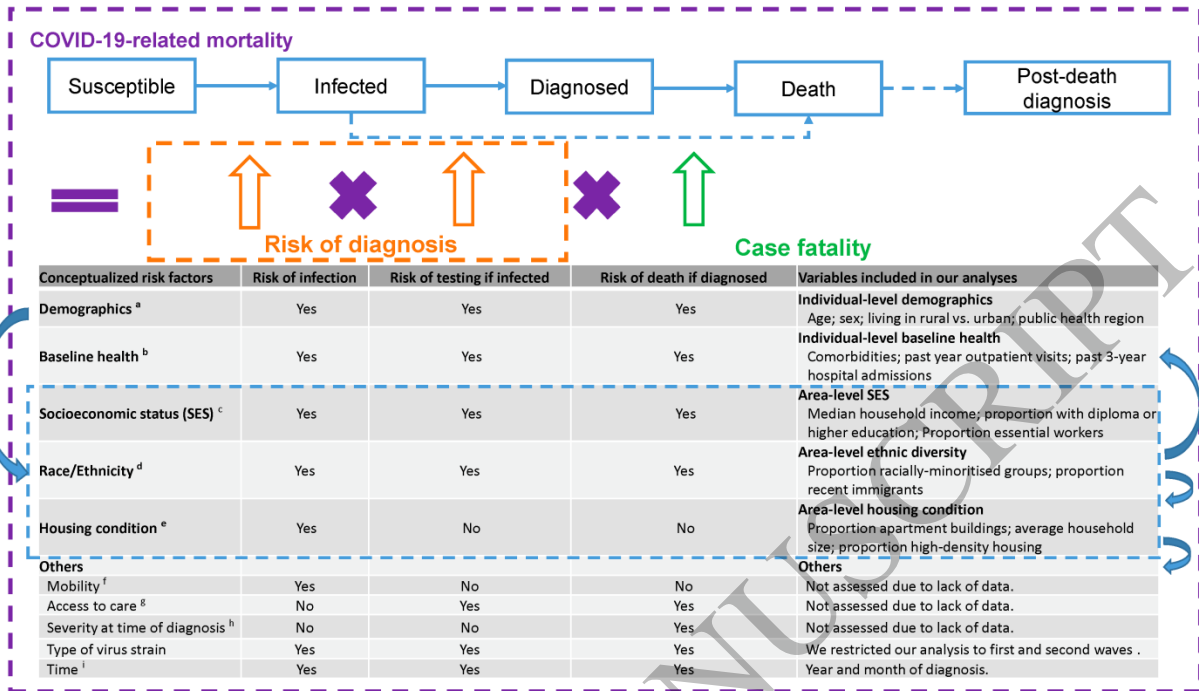 COVID-19-related mortality
Susceptible
Infected
Diagnosed
Death
Post-death
diagnosis
Risk of diagnosis
Case fatality
Conceptualized risk factors Risk of infection Risk of testing if infected Risk of death if diagnosed Variables included in our analyses
Demographics a Yes Yes Yes Individual-level demographics
Age; sex; living in rural vs. urban; public health region
Baseline health b Yes Yes Yes Individual-level baseline health
Comorbidities; past year outpatient visits; past 3-year
hospital admissions
Socioeconomic status (SES) c Yes Yes Yes Area-level SES
Median household income; proportion with diploma or
higher education; Proportion essential workers
Race/Ethnicity d Yes Yes Yes Area-level ethnic diversity
Proportion racially-minoritised groups; proportion
recent immigrants
Housing condition e Yes No No Area-level housing condition
Proportion apartment buildings; average household
size; proportion high-density housing
Others Others
Mobility f Yes No No Not assessed due to lack of data.
Access to care g No Yes Yes Not assessed due to lack of data.
Severity at time of diagnosis h No No Yes Not assessed due to lack of data.
Type of virus strain Yes Yes Yes We restricted our analysis to first and second waves .
Time i Yes Yes Yes Year and month of diagnosis.
NUSCRIPT